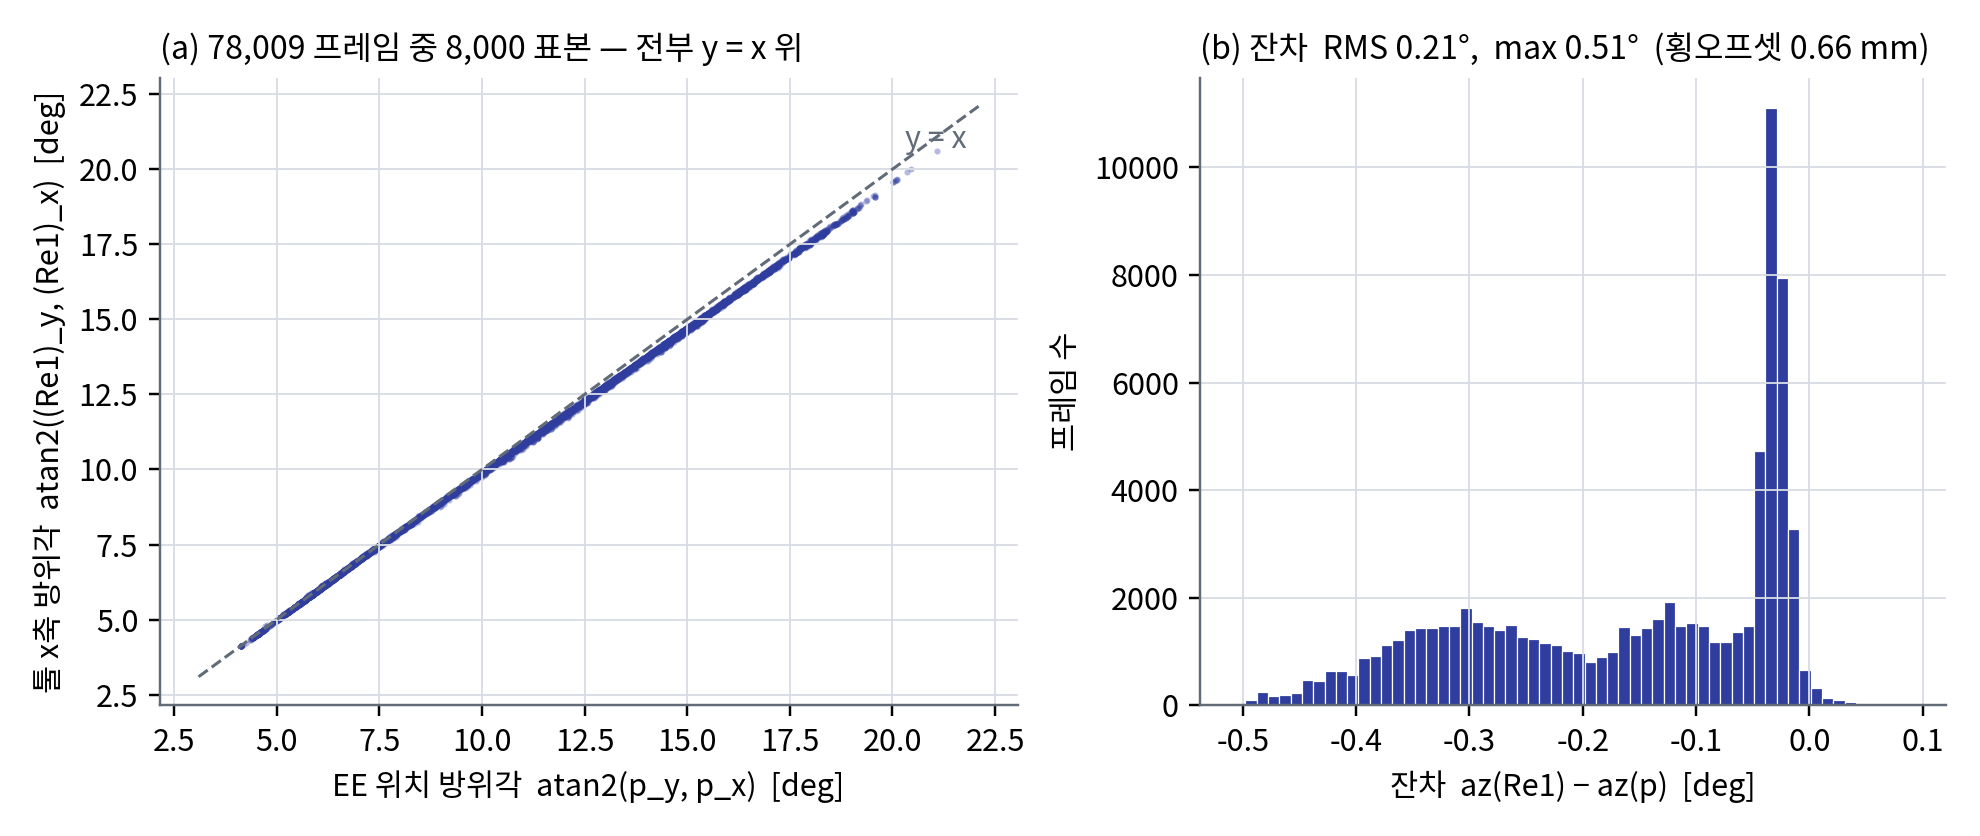 (a) 78,009 프레임 중 8,000 표본 — 전부 y = x 위
22.5
20.0
17.5
15.0
12.5
10.0
7.5
5.0
2.5
툴 x축 방위각 atan2((Re1)_y, (Re1)_x) [deg]
y = x
2.5 5.0 7.5 10.0 12.5 15.0 17.5 20.0 22.5
EE 위치 방위각 atan2(p_y, p_x) [deg]
(b) 잔차 RMS 0.21°, max 0.51° (횡오프셋 0.66 mm)
10000
8000
6000
4000
2000
0
프레임 수
-0.5 -0.4 -0.3 -0.2 -0.1 0.0 0.1
잔차 az(Re1) − az(p) [deg]